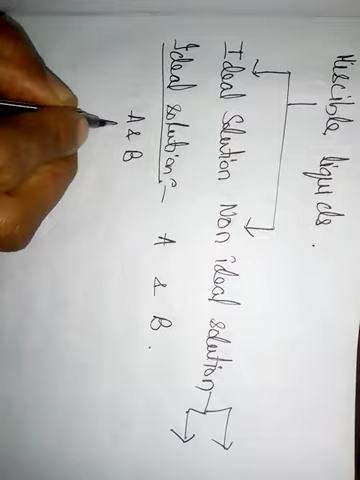 Miscible liquids.
Ideal Solution Non ideal solution
Ideal solution:- A & B.
A & B